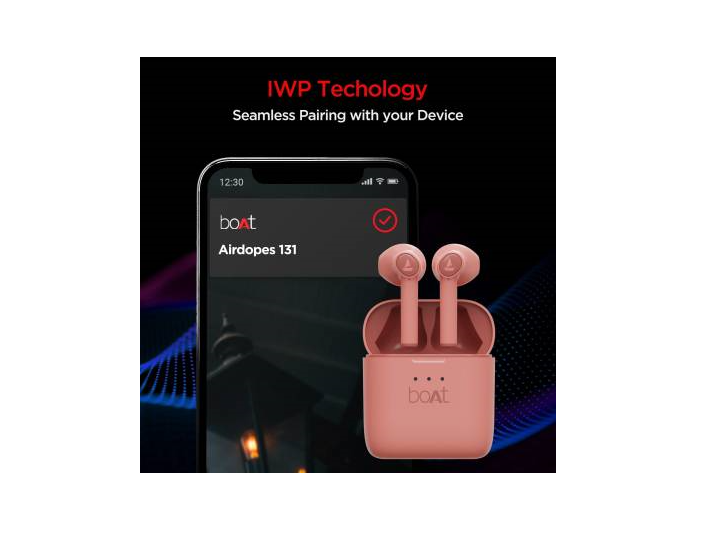 IWP Techology
Seamless Pairing with your Device
12:30
boAt
Airdopes 131
boAt